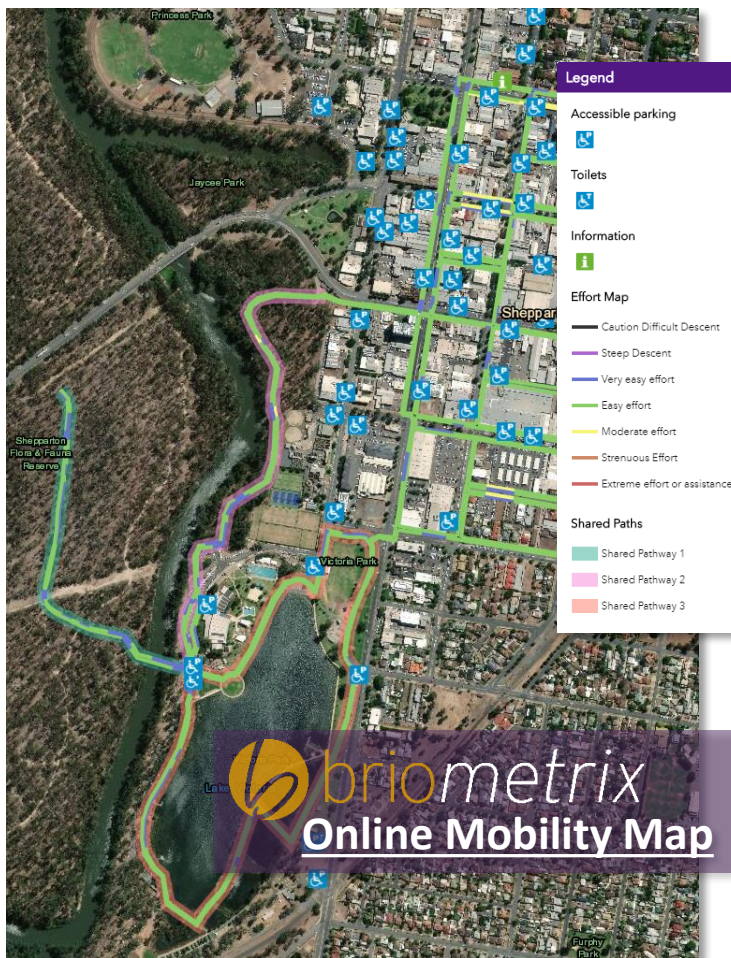 Princess Park
Legend
Accessible parking
P
Toilets
T
Information
i
Effort Map
Caution Difficult Descent
Steep Descent
Very easy effort
Easy effort
Moderate effort
Strenuous Effort
Extreme effort or assistance
Shared Paths
Shared Pathway 1
Shared Pathway 2
Shared Pathway 3
Jaycee Park
Sheppar
Shepparton
Flora & Fauna
Reserve
Victoria Park
Lake
briometrix
Online Mobility Map
Furphy
Park